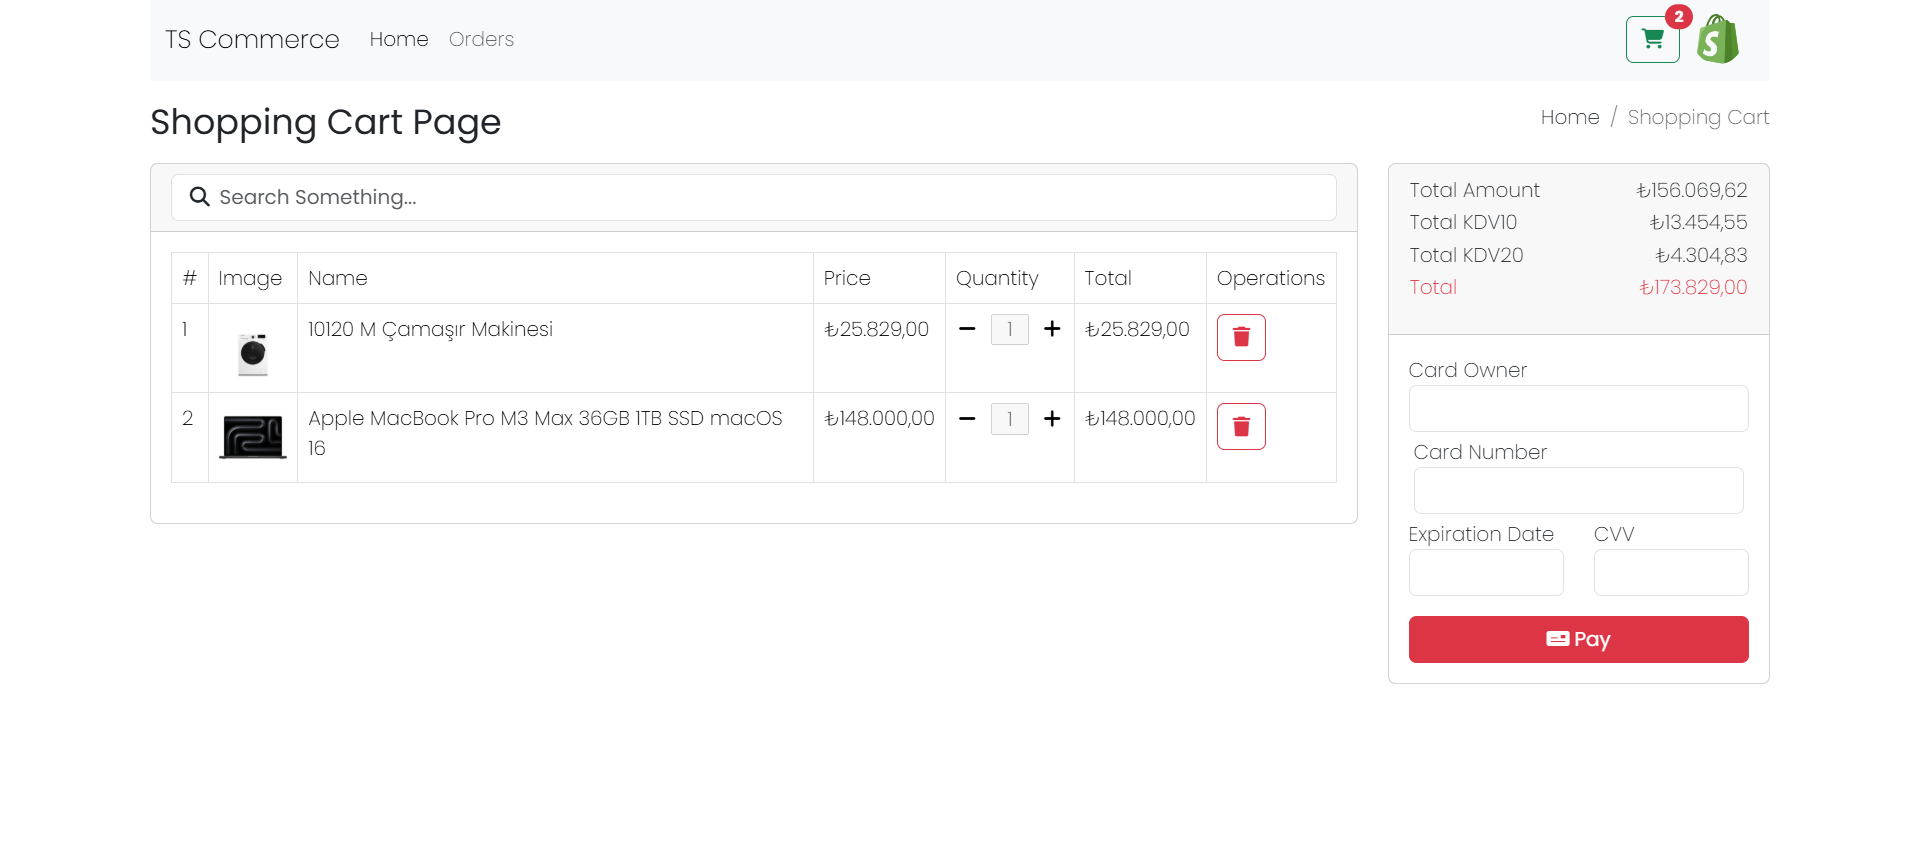 TS Commerce Home Orders 2
Shopping Cart Page
Home / Shopping Cart
Search Something...
# Image Name Price Quantity Total Operations
1 10120 M Çamaşır Makinesi ₺25.829,00 1 ₺25.829,00
2 Apple MacBook Pro M3 Max 36GB 1TB SSD macOS ₺148.000,00 1 ₺148.000,00
16
Total Amount ₺156.069,62
Total KDV10 ₺13.454,55
Total KDV20 ₺4.304,83
Total ₺173.829,00
Card Owner
Card Number
Expiration Date CVV
Pay